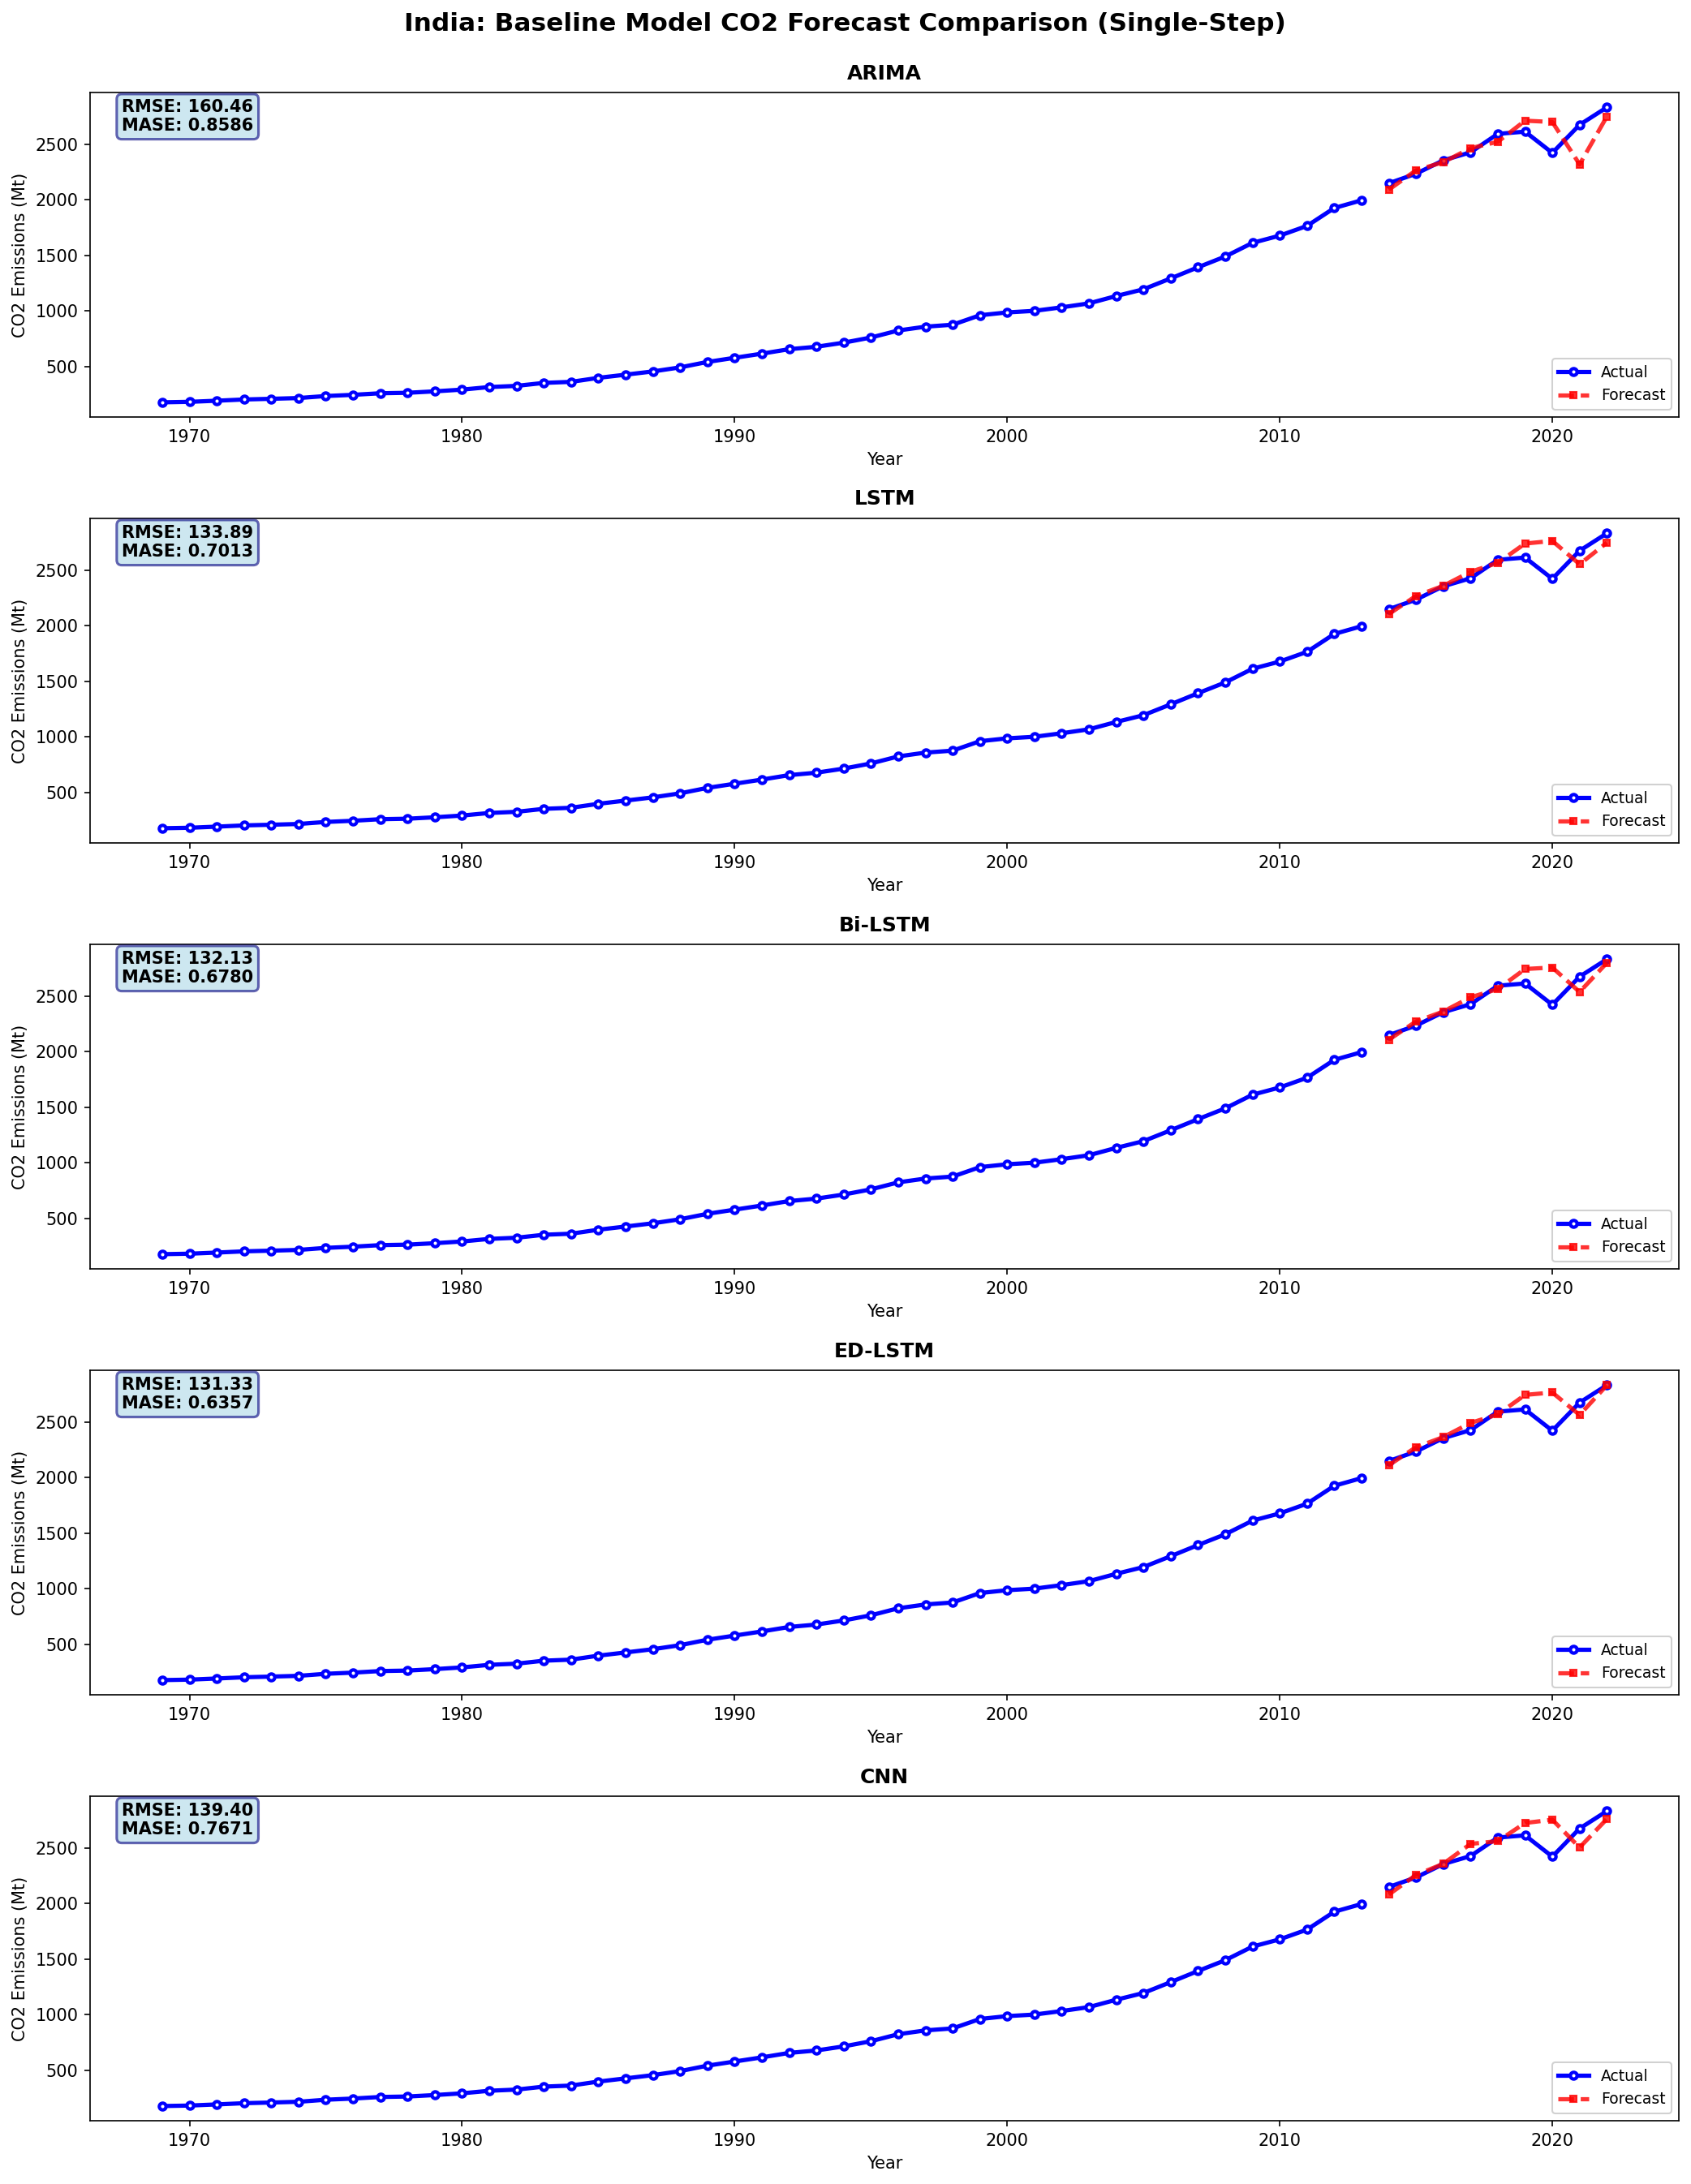 India: Baseline Model CO2 Forecast Comparison (Single-Step)
ARIMA
RMSE: 160.46
MASE: 0.8586
CO2 Emissions (Mt)
2500
2000
1500
1000
500
Actual
Forecast
1970 1980 1990 2000 2010 2020
Year
LSTM
RMSE: 133.89
MASE: 0.7013
CO2 Emissions (Mt)
2500
2000
1500
1000
500
Actual
Forecast
1970 1980 1990 2000 2010 2020
Year
Bi-LSTM
RMSE: 132.13
MASE: 0.6780
CO2 Emissions (Mt)
2500
2000
1500
1000
500
Actual
Forecast
1970 1980 1990 2000 2010 2020
Year
ED-LSTM
RMSE: 131.33
MASE: 0.6357
CO2 Emissions (Mt)
2500
2000
1500
1000
500
Actual
Forecast
1970 1980 1990 2000 2010 2020
Year
CNN
RMSE: 139.40
MASE: 0.7671
CO2 Emissions (Mt)
2500
2000
1500
1000
500
Actual
Forecast
1970 1980 1990 2000 2010 2020
Year